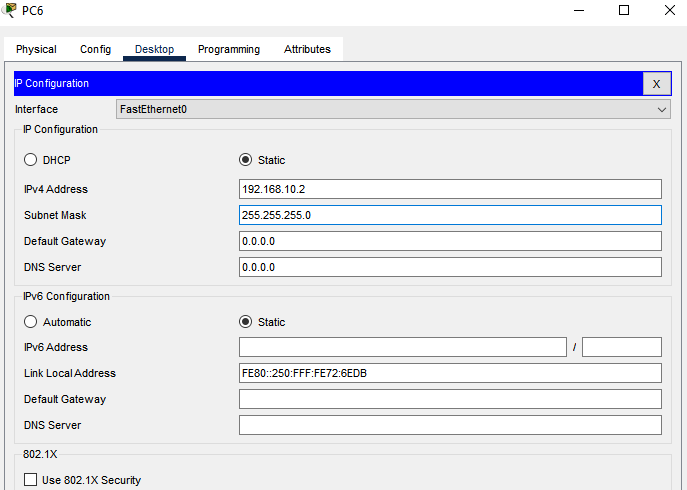 PC6
Physical Config Desktop Programming Attributes
IP Configuration X
Interface FastEthernet0
IP Configuration
DHCP Static
IPv4 Address 192.168.10.2
Subnet Mask 255.255.255.0
Default Gateway 0.0.0.0
DNS Server 0.0.0.0
IPv6 Configuration
Automatic Static
IPv6 Address /
Link Local Address FE80::250:FFF:FE72:6EDB
Default Gateway
DNS Server
802.1X
Use 802.1X Security